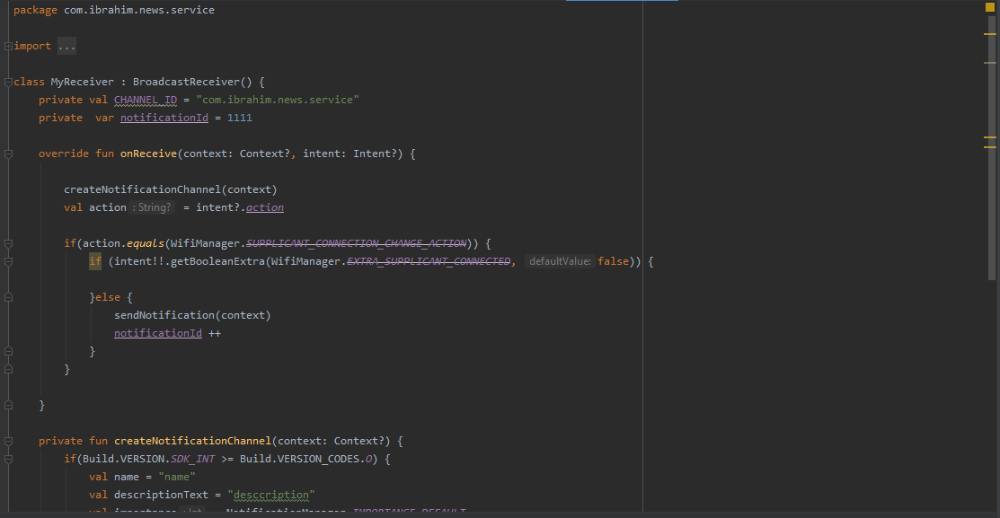 package com.ibrahim.news.service
import ...
class MyReceiver : BroadcastReceiver() {
private val CHANNEL_ID = "com.ibrahim.news.service"
private  var notificationId = 1111
override fun onReceive(context: Context?, intent: Intent?) {
createNotificationChannel(context)
val action : String? = intent?.action
if(action.equals(WifiManager.SUPPLICANT_CONNECTION_CHANGE_ACTION)) {
if (intent!!.getBooleanExtra(WifiManager.EXTRA_SUPPLICANT_CONNECTED, defaultValue: false)) {
}else {
sendNotification(context)
notificationId ++
}
}
}
private fun createNotificationChannel(context: Context?) {
if(Build.VERSION.SDK_INT >= Build.VERSION_CODES.O) {
val name = "name"
val descriptionText = "desccription"
val importance : Int = NotificationManager.IMPORTANCE_DEFAULT